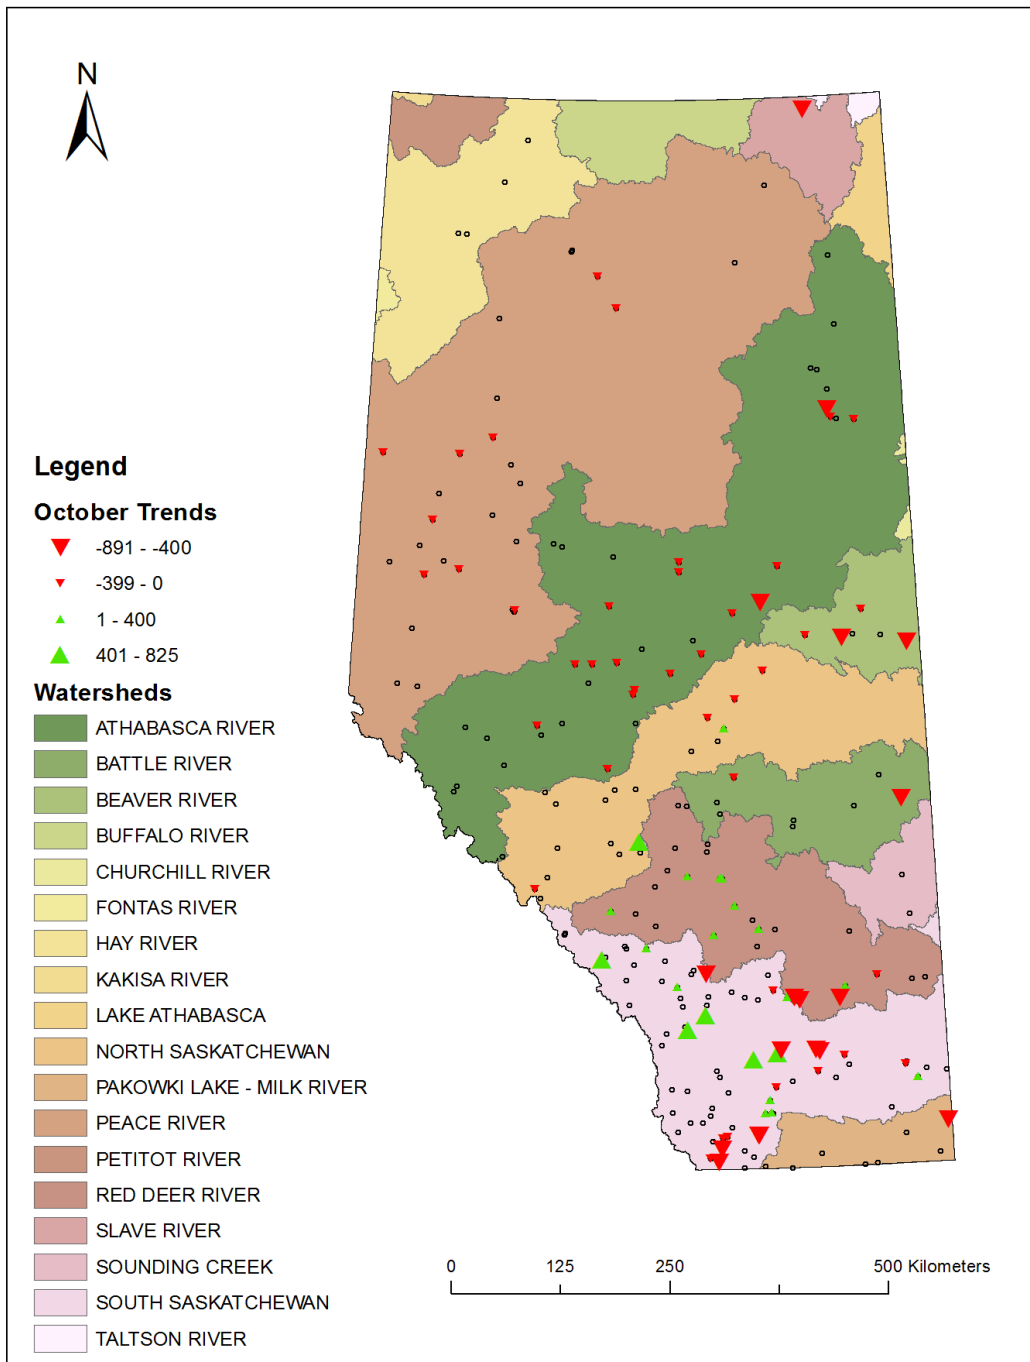 N
Legend
October Trends
-891 - -400
-399 - 0
1 - 400
401 - 825
Watersheds
ATHABASCA RIVER
BATTLE RIVER
BEAVER RIVER
BUFFALO RIVER
CHURCHILL RIVER
FONTAS RIVER
HAY RIVER
KAKISA RIVER
LAKE ATHABASCA
NORTH SASKATCHEWAN
PAKOWKI LAKE - MILK RIVER
PEACE RIVER
PETITOT RIVER
RED DEER RIVER
SLAVE RIVER
SOUNDING CREEK
SOUTH SASKATCHEWAN
TALTSON RIVER
0 125 250 500 Kilometers